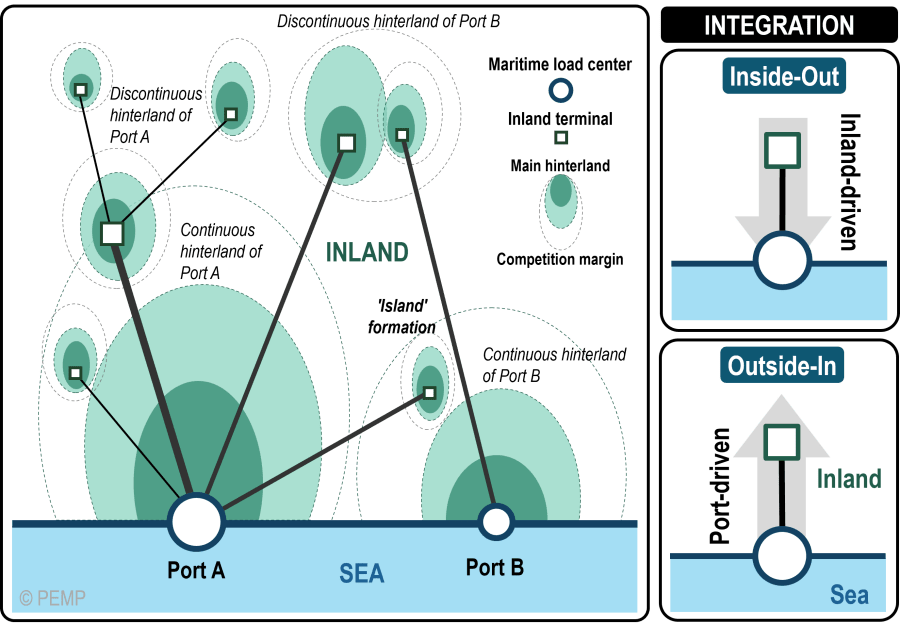 Discontinuous hinterland of Port B
Discontinuous
hinterland of
Port A
Maritime load center
Inland terminal
Main hinterland
Competition margin
Continuous
hinterland of
Port A
INLAND
'Island'
formation
Continuous hinterland
of Port B
Port A
SEA
Port B
© PEMP
INTEGRATION
Inside-Out
Inland-driven
Outside-In
Port-driven
Inland
Sea